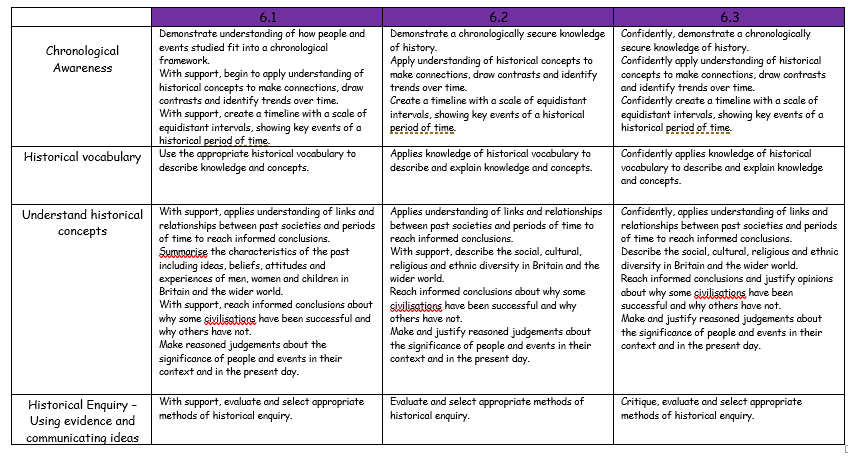 6.1 6.2 6.3
Chronological
Awareness
Demonstrate understanding of how people and
events studied fit into a chronological
framework.
With support, begin to apply understanding of
historical concepts to make connections, draw
contrasts and identify trends over time.
With support, create a timeline with a scale of
equidistant intervals, showing key events of a
historical period of time.
Demonstrate a chronologically secure knowledge
of history.
Apply understanding of historical concepts to
make connections, draw contrasts and identify
trends over time.
Create a timeline with a scale of equidistant
intervals, showing key events of a historical
period of time.
Confidently, demonstrate a chronologically
secure knowledge of history.
Confidently apply understanding of historical
concepts to make connections, draw contrasts
and identify trends over time.
Confidently create a timeline with a scale of
equidistant intervals, showing key events of a
historical period of time.
Historical vocabulary
Use the appropriate historical vocabulary to
describe knowledge and concepts.
Applies knowledge of historical vocabulary to
describe and explain knowledge and concepts.
Confidently applies knowledge of historical
vocabulary to describe and explain knowledge
and concepts.
Understand historical
concepts
With support, applies understanding of links and
relationships between past societies and periods
of time to reach informed conclusions.
Summarise the characteristics of the past
including ideas, beliefs, attitudes and
experiences of men, women and children in
Britain and the wider world.
With support, reach informed conclusions about
why some civilisations have been successful and
why others have not.
Make reasoned judgements about the
significance of people and events in their
context and in the present day.
Applies understanding of links and relationships
between past societies and periods of time to
reach informed conclusions.
With support, describe the social, cultural,
religious and ethnic diversity in Britain and the
wider world.
Reach informed conclusions about why some
civilisations have been successful and why
others have not.
Make and justify reasoned judgements about
the significance of people and events in their
context and in the present day.
Confidently, applies understanding of links and
relationships between past societies and periods
of time to reach informed conclusions.
Describe the social, cultural, religious and ethnic
diversity in Britain and the wider world.
Reach informed conclusions and justify opinions
about why some civilisations have been
successful and why others have not.
Make and justify reasoned judgements about
the significance of people and events in their
context and in the present day.
Historical Enquiry –
Using evidence and
communicating ideas
With support, evaluate and select appropriate
methods of historical enquiry.
Evaluate and select appropriate methods of
historical enquiry.
Critique, evaluate and select appropriate
methods of historical enquiry.